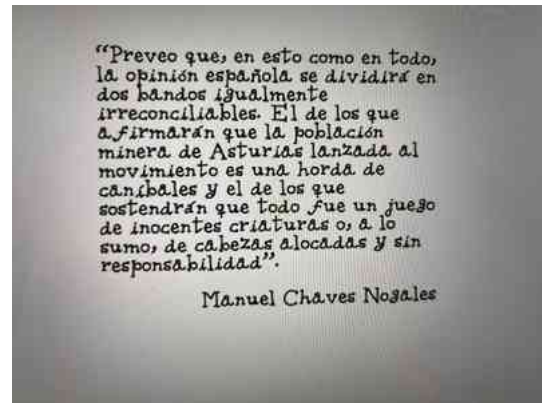 “Preveo que, en esto como en todo,
la opinión española se dividirá en
dos bandos igualmente
irreconciliables. El de los que
afirmarán que la población
minera de Asturias lanzada al
movimiento es una horda de
caníbales y el de los que
sostendrán que todo fue un juego
de inocentes criaturas o, a lo
sumo, de cabezas alocadas y sin
responsabilidad”.
Manuel Chaves Nogales